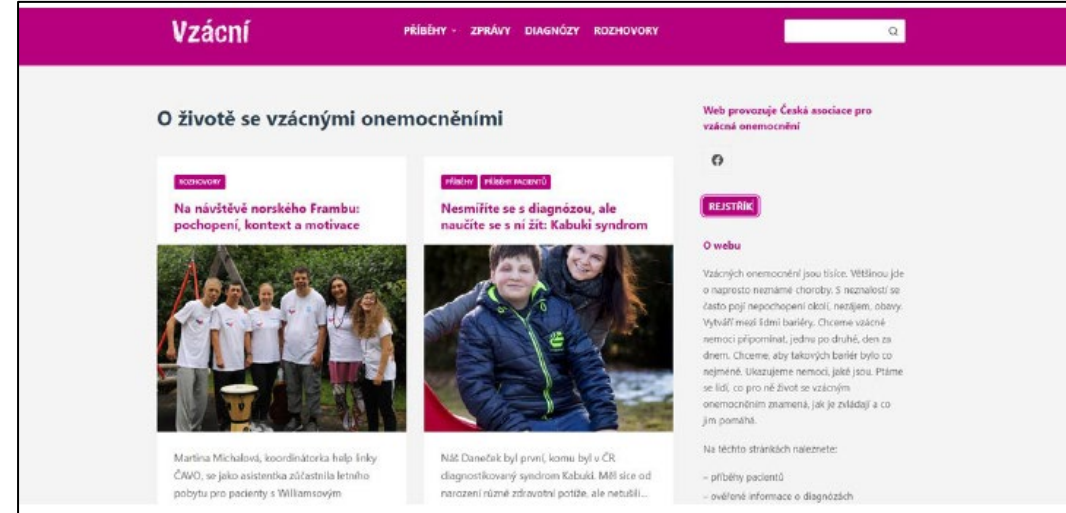 Vzácní
PŘÍBĚHY ZPRÁVY DIAGNÓZY ROZHOVORY
O životě se vzácnými onemocněními
ROZHOVORY
Na návštěvě norského Frambu:
pochopení, kontext a motivace
Martina Michalová, koordinátorka help linky
ČAVO, se jako asistentka zúčastnila letního
pobytu pro pacienty s Williamsovým
PŘÍBĚHY PŘÍBĚHY PACIENTŮ
Nesmíříte se s diagnózou, ale
naučíte se s ní žít: Kabuki syndrom
Náš Daneček byl první, komu byl v ČR
diagnostikovaný syndrom Kabuki. Měl sice od
narození různé zdravotní potíže, ale netušili...
Web provozuje Česká asociace pro
vzácná onemocnění
REJSTŘÍK
O webu
Vzácných onemocnění jsou tisíce. Většinou jde
o naprosto neznámé choroby. S neznalostí se
často pojí nepochopení okolí, nezájem, obavy.
Vytváří mezi lidmi bariéry. Chceme vzácné
nemoci připomínat, jednu po druhé, den za
dnem. Chceme, aby takových bariér bylo co
nejméně. Ukazujeme nemoci, jaké jsou. Ptáme
se lidí, co pro ně život se vzácným
onemocněním znamená, jak je zvládají a co
jim pomáhá.
Na těchto stránkách naleznete:
– příběhy pacientů
– ověřené informace o diagnózách